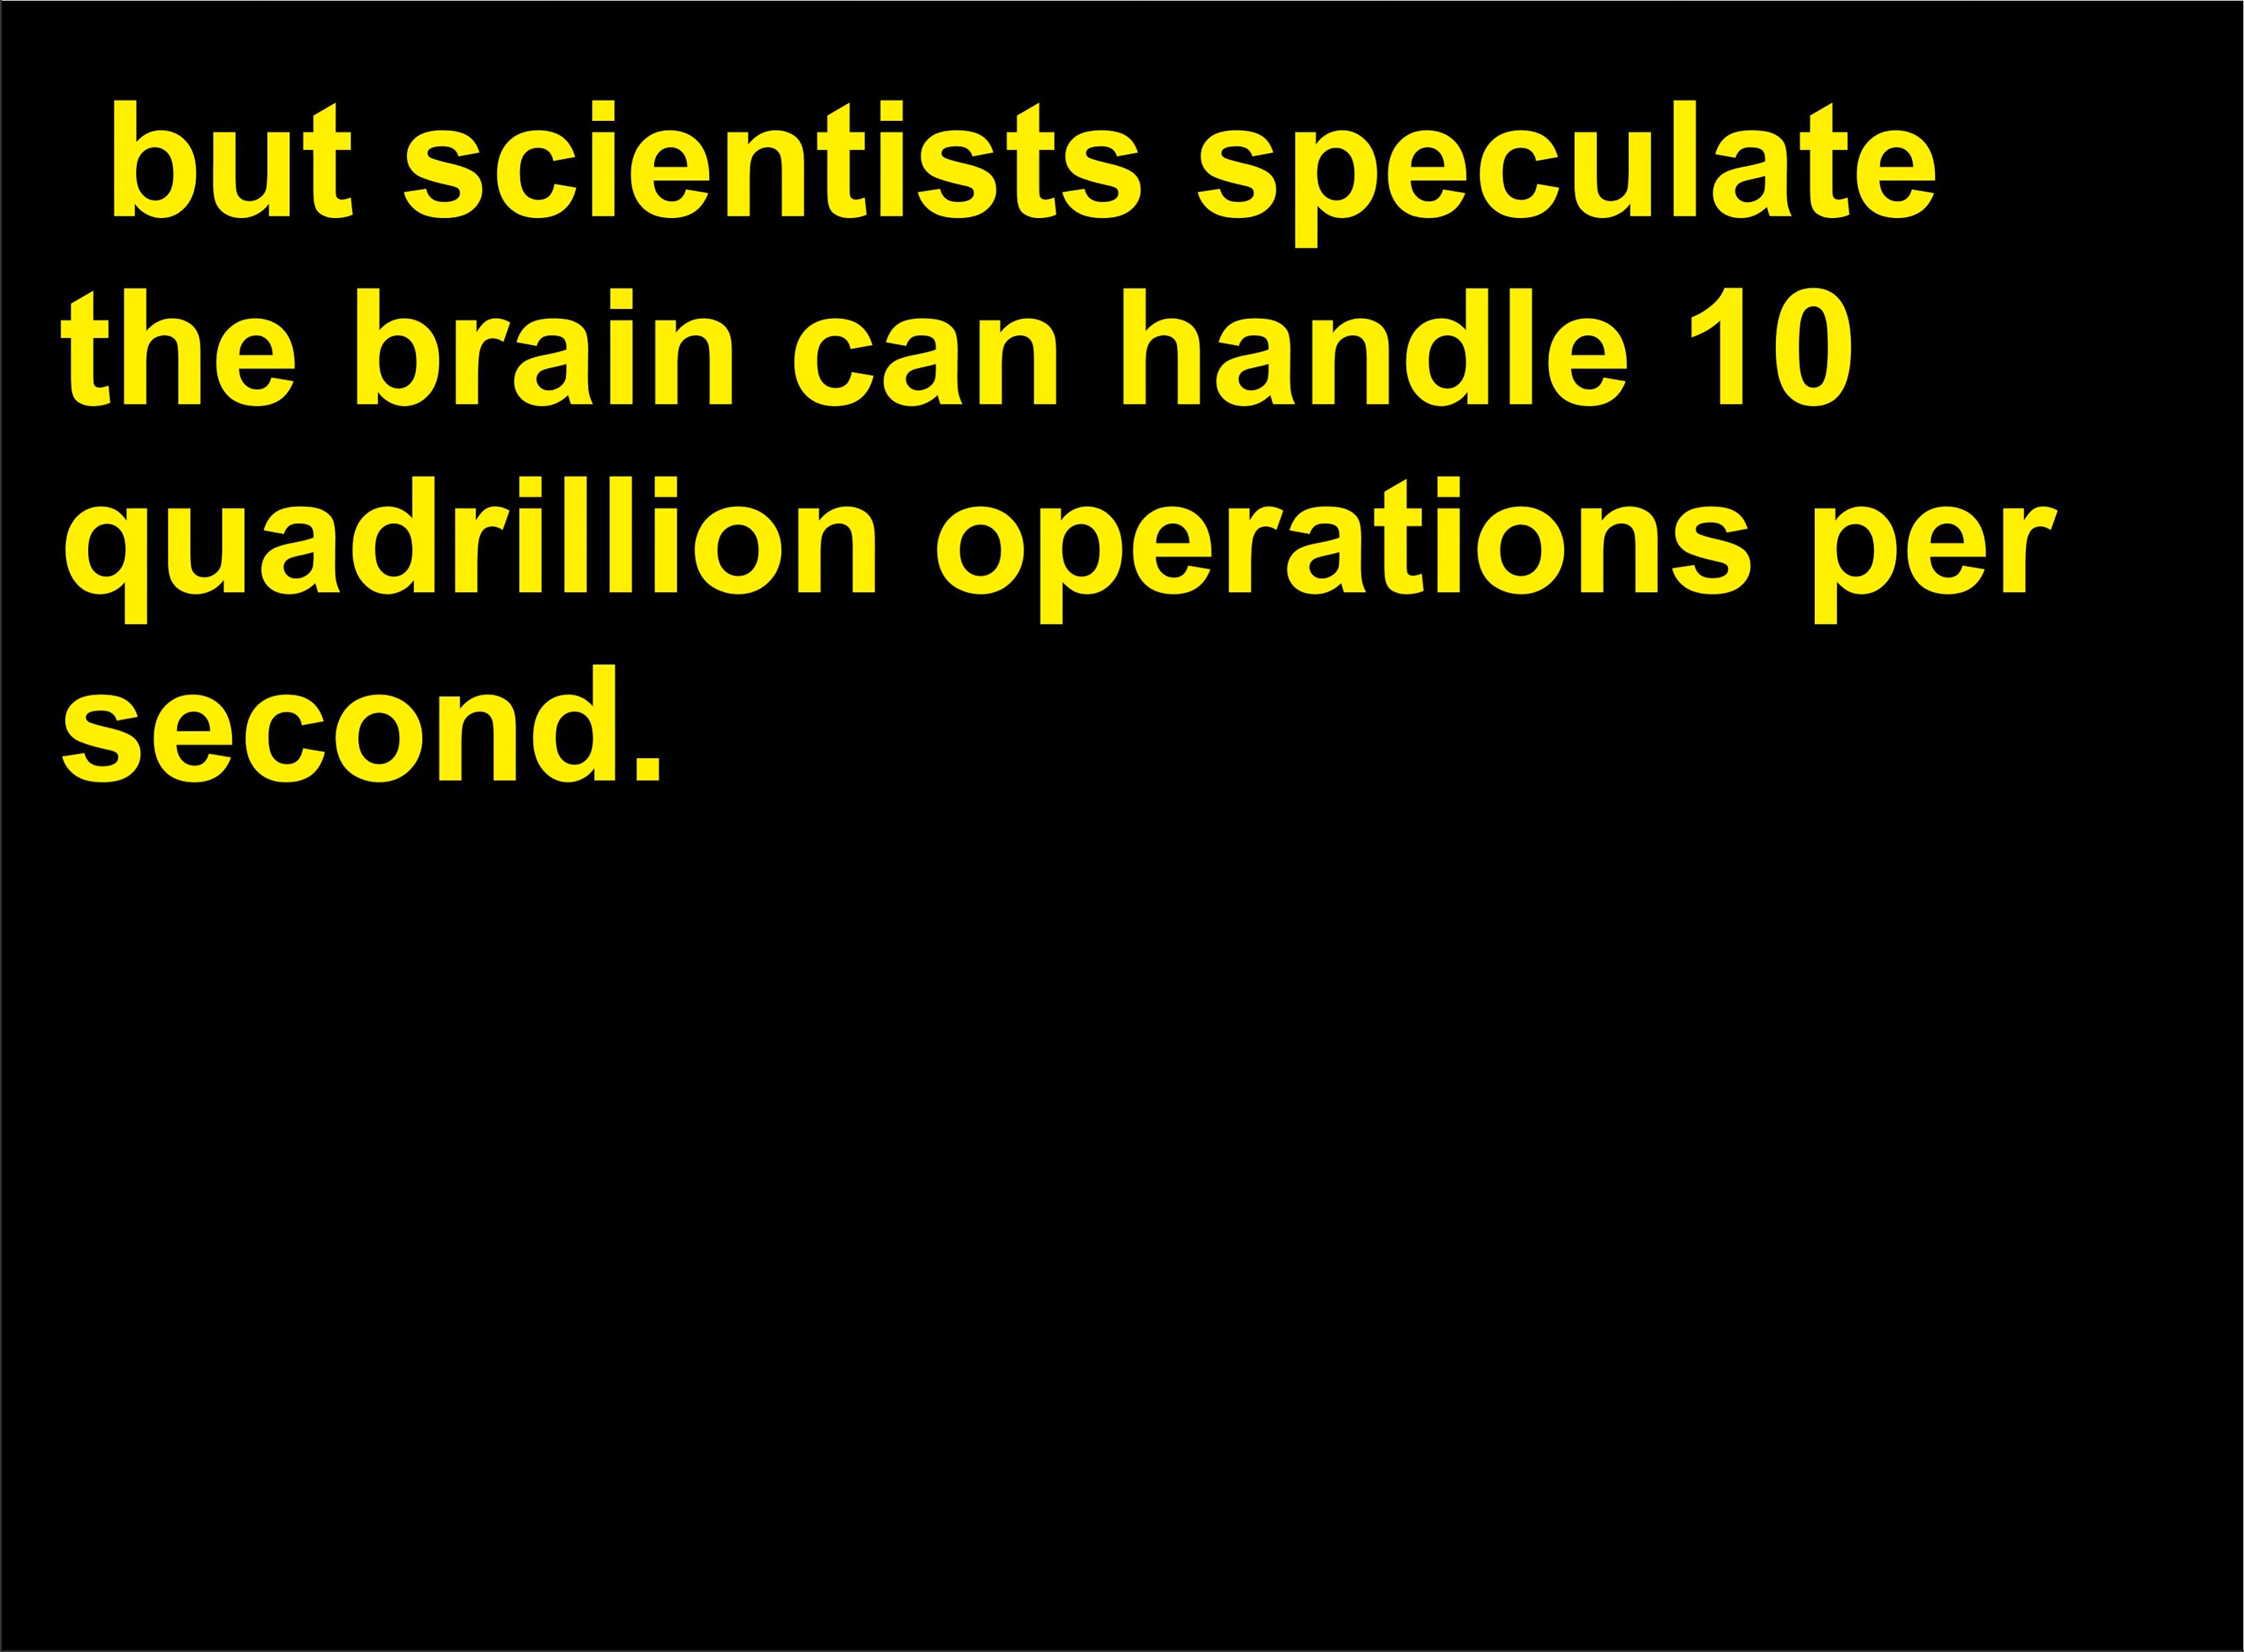 but scientists speculate
the brain can handle 10
quadrillion operations per
second.